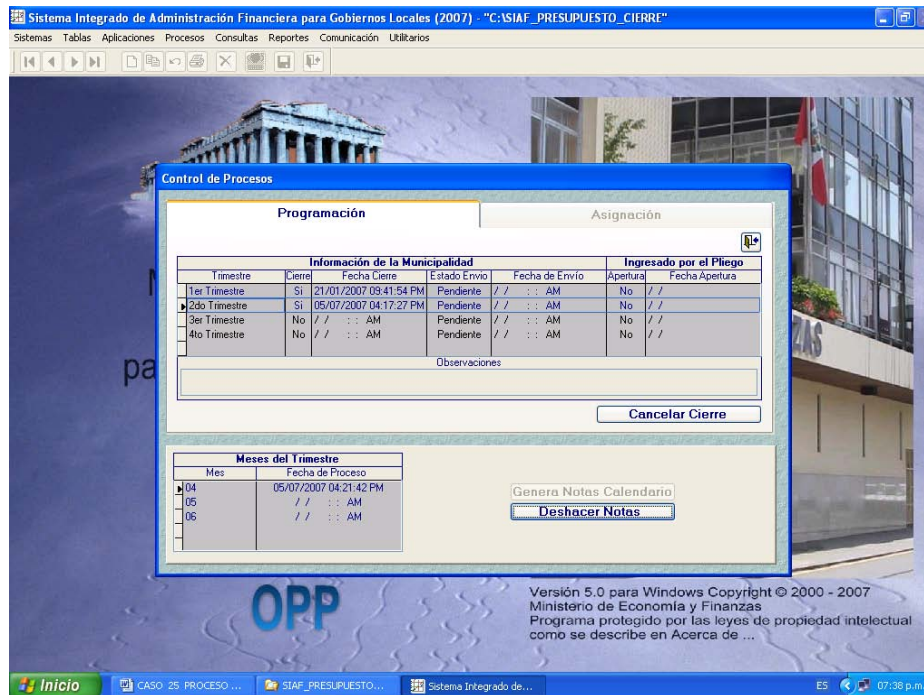 Sistema Integrado de Administración Financiera para Gobiernos Locales (2007) - "C:\SIAF_PRESUPUESTO_CIERRE"
Sistemas Tablas Aplicaciones Procesos Consultas Reportes Comunicación Utilitarios
Control de Procesos
Programación Asignación
Información de la Municipalidad Ingresado por el Pliego
Trimestre Cierre Fecha Cierre Estado Envio Fecha de Envío Apertura Fecha Apertura
1er Trimestre Si 21/01/2007 09:41:54 PM Pendiente / / : : AM No / /
2do Trimestre Si 05/07/2007 04:17:27 PM Pendiente / / : : AM No / /
3er Trimestre No / / : : AM Pendiente / / : : AM No / /
4to Trimestre No / / : : AM Pendiente / / : : AM No / /
Observaciones
Cancelar Cierre
pa
ZAS
Meses del Trimestre
Mes Fecha de Proceso
04 05/07/2007 04:21:42 PM
05 / / : : AM
06 / / : : AM
Genera Notas Calendario
Deshacer Notas
OPP
Versión 5.0 para Windows Copyright © 2000 - 2007
Ministerio de Economía y Finanzas
Programa protegido por las leyes de propiedad intelectual
como se describe en Acerca de ...
Inicio CASO 25 PROCESO ... SIAF_PRESUPUESTO... Sistema Integrado de... ES 07:38 p.m.